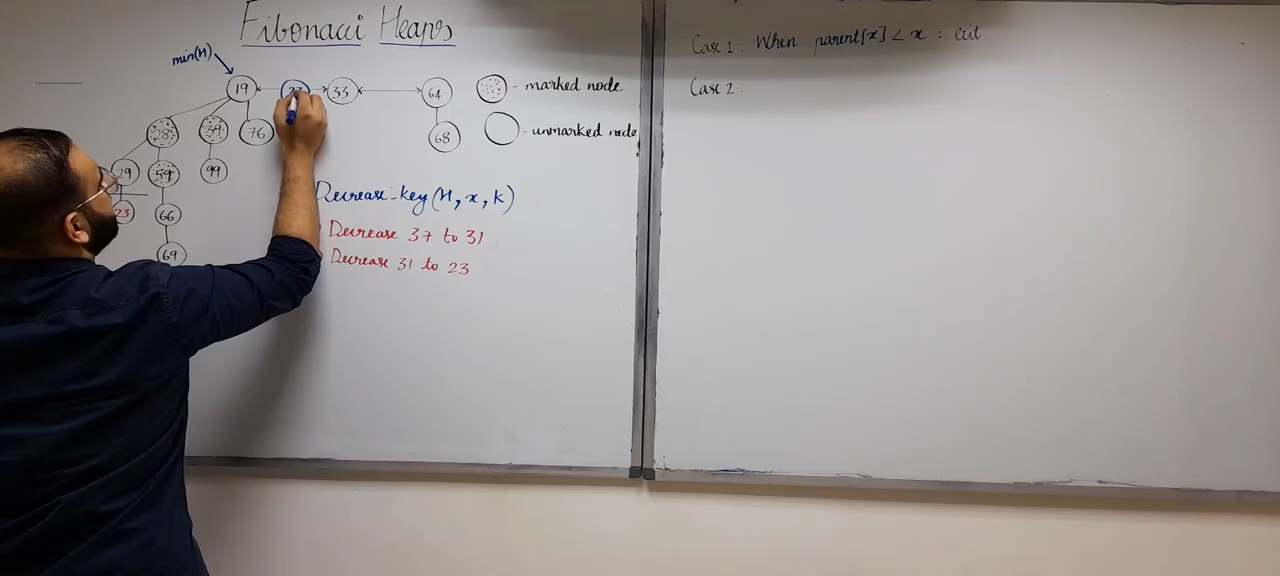 Fibonacci Heaps
min(H)
19 23 33 64
28 39 76 68
29 59 99
23 66
69
- marked node
- unmarked node
Decrease-key(H, x, k)
Decrease 37 to 31
Decrease 31 to 23
Case 1: When parent[x] < x : exit
Case 2: